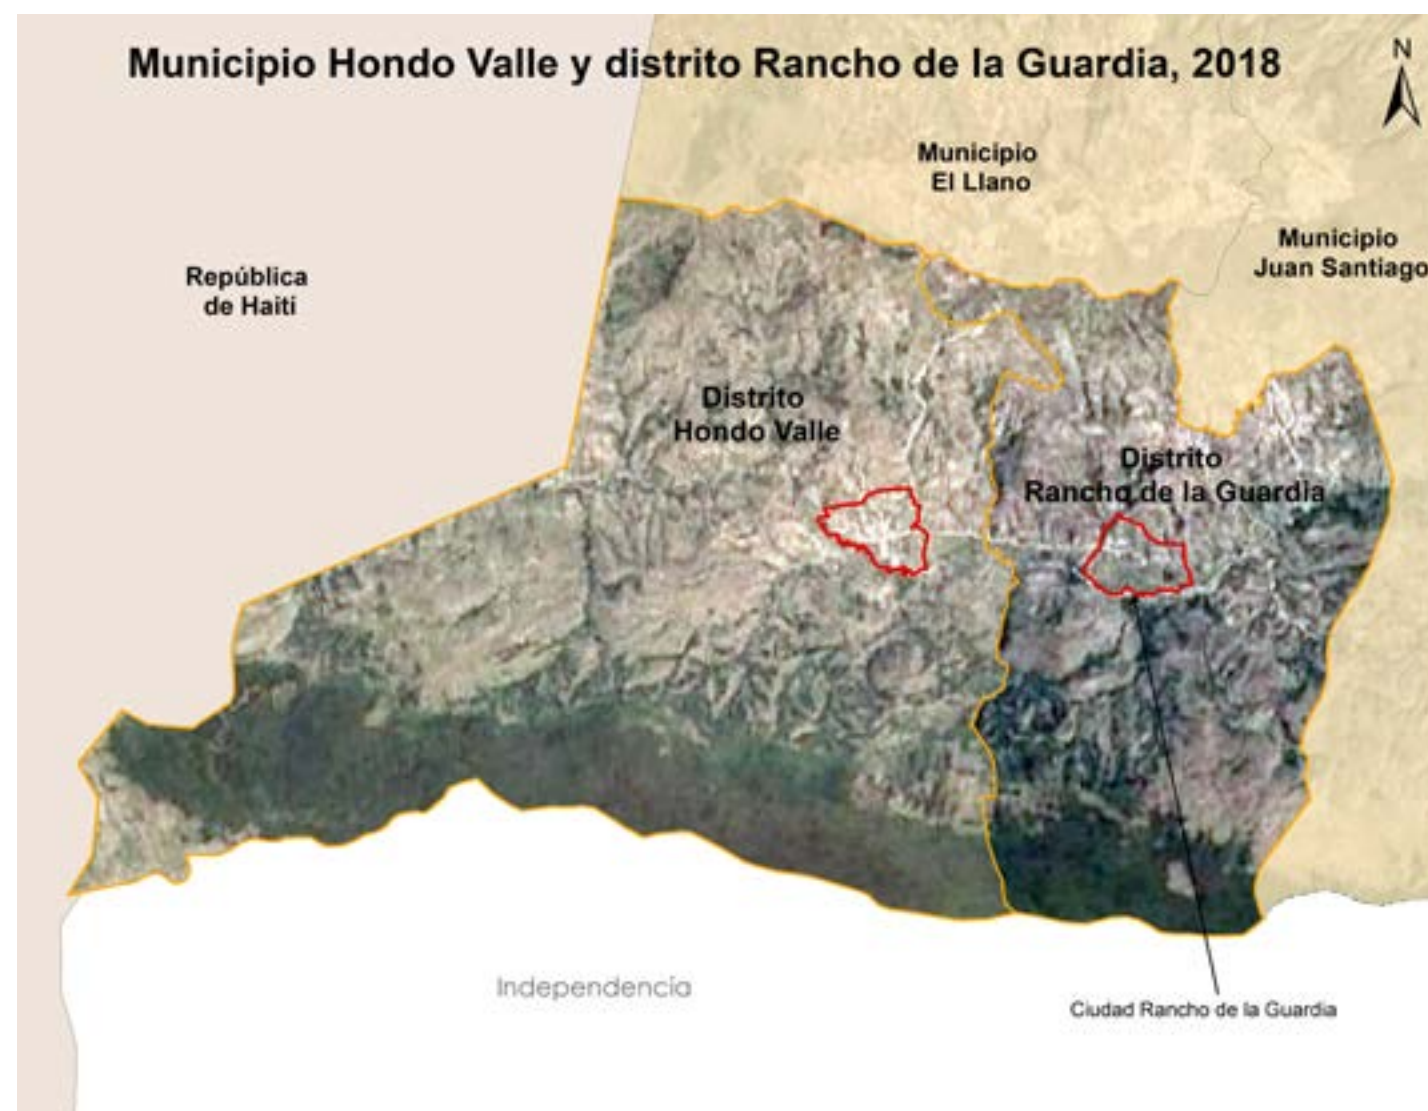 Municipio Hondo Valle y distrito Rancho de la Guardia, 2018
N
Municipio
El Llano
Municipio
Juan Santiago
República
de Haití
Distrito
Hondo Valle
Distrito
Rancho de la Guardia
Independencia
Ciudad Rancho de la Guardia